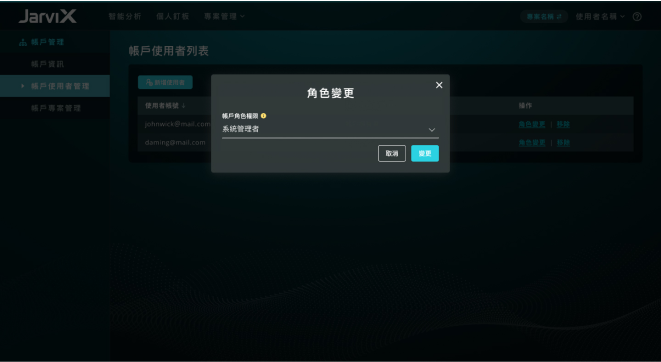 JarviX
智能分析 個人訂板 專案管理
專案名稱
使用者名稱
帳戶管理
帳戶資訊
帳戶使用者管理
帳戶專案管理
帳戶使用者列表
新增使用者
使用者帳號 ↓
操作
johnwick@mail.com
角色變更 | 移除
daming@mail.com
角色變更 | 移除
角色變更
帳戶角色權限
系統管理者
取消
變更